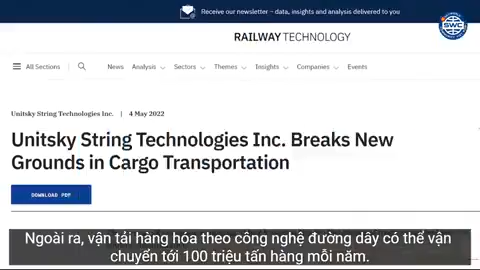 Receive our newsletter – data, insights and analysis delivered to you
SWC
RAILWAY TECHNOLOGY
All Sections
News Analysis Sectors Themes Insights Companies Events
Unitsky String Technologies Inc. | 4 May 2022
Unitsky String Technologies Inc. Breaks New
Grounds in Cargo Transportation
DOWNLOAD PDF
Ngoài ra, vận tải hàng hóa theo công nghệ đường dây có thể vận
chuyển tới 100 triệu tấn hàng mỗi năm.